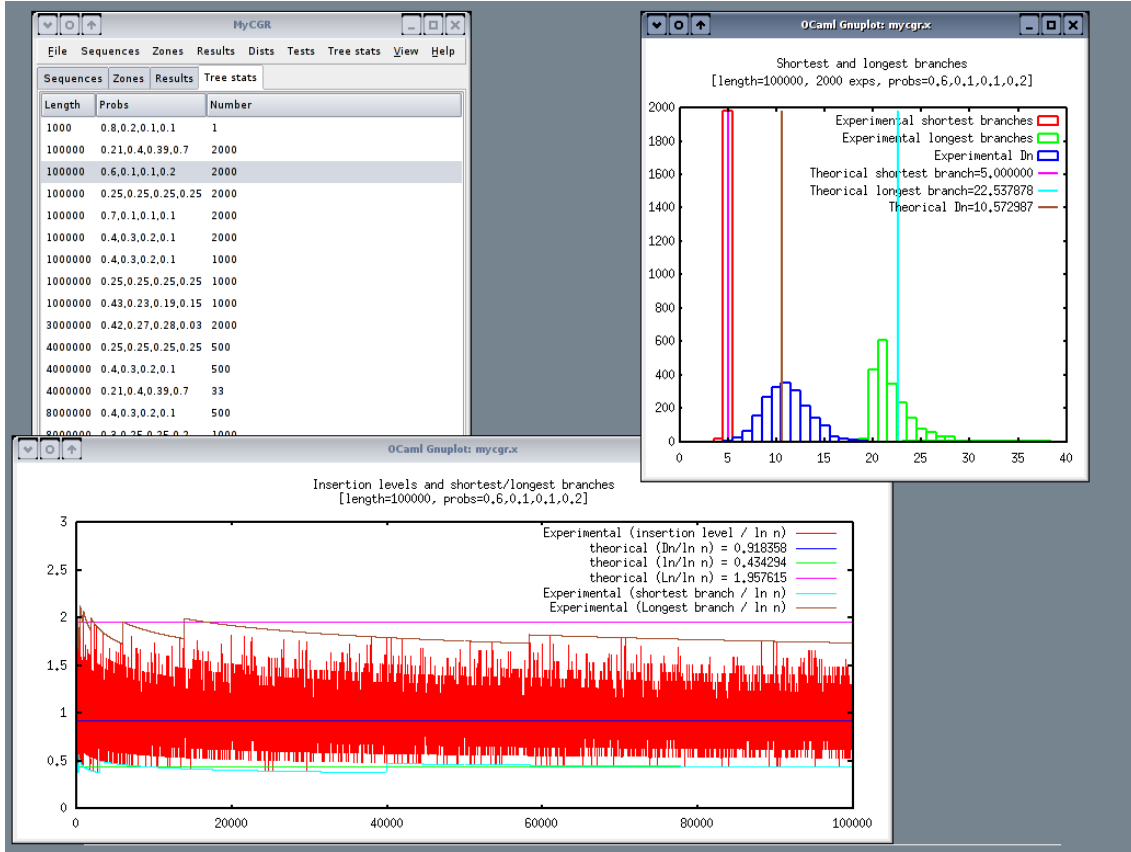 MyCGR
File Sequences Zones Results Dists Tests Tree stats View Help
Sequences Zones Results Tree stats
Length Probs Number
1000 0.8,0.2,0.1,0.1 1
100000 0.21,0.4,0.39,0.7 2000
100000 0.6,0.1,0.1,0.2 2000
100000 0.25,0.25,0.25,0.25 2000
100000 0.7,0.1,0.1,0.1 2000
100000 0.4,0.3,0.2,0.1 2000
1000000 0.4,0.3,0.2,0.1 1000
1000000 0.25,0.25,0.25,0.25 1000
1000000 0.43,0.23,0.19,0.15 1000
3000000 0.42,0.27,0.28,0.03 2000
4000000 0.25,0.25,0.25,0.25 500
4000000 0.4,0.3,0.2,0.1 500
4000000 0.21,0.4,0.39,0.7 33
8000000 0.4,0.3,0.2,0.1 500
8000000 0.3,0.25,0.25,0.2 1000
OCaml Gnuplot: mycgr.x
Shortest and longest branches
[length=100000, 2000 exps, probs=0.6,0.1,0.1,0.2]
2000
1800
1600
1400
1200
1000
800
600
400
200
0
0 5 10 15 20 25 30 35 40
Experimental shortest branches
Experimental longest branches
Experimental Dn
Theorical shortest branch=5.000000
Theorical longest branch=22.537878
Theorical Dn=10.572987
OCaml Gnuplot: mycgr.x
Insertion levels and shortest/longest branches
[length=100000, probs=0.6,0.1,0.1,0.2]
3
2.5
2
1.5
1
0.5
0
0 20000 40000 60000 80000 100000
Experimental (insertion level / ln n)
theorical (Dn/ln n) = 0.918358
theorical (ln/ln n) = 0.434294
theorical (Ln/ln n) = 1.957615
Experimental (shortest branch / ln n)
Experimental (Longest branch / ln n)